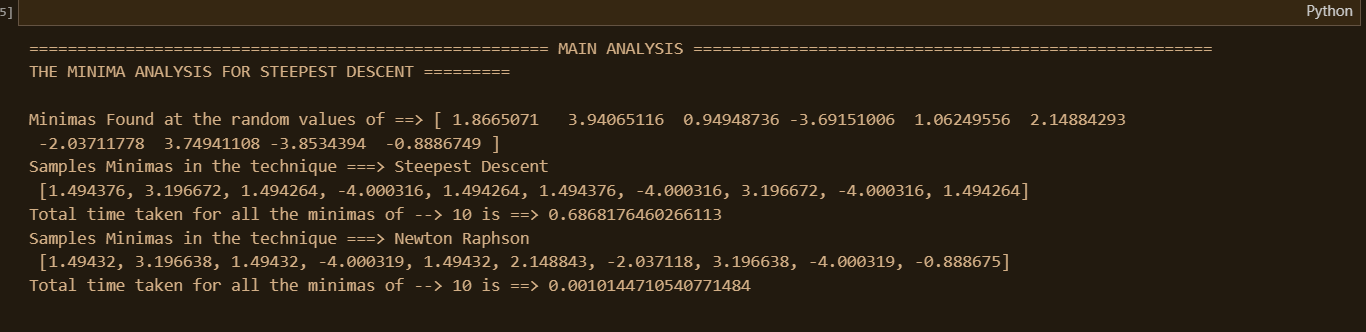 5]
Python
====================================================== MAIN ANALYSIS ======================================================
THE MINIMA ANALYSIS FOR STEEPEST DESCENT =========
Minimas Found at the random values of ==> [ 1.8665071   3.94065116  0.94948736 -3.69151006  1.06249556  2.14884293
 -2.03711778  3.74941108 -3.8534394  -0.8886749 ]
Samples Minimas in the technique ===> Steepest Descent
 [1.494376, 3.196672, 1.494264, -4.000316, 1.494264, 1.494376, -4.000316, 3.196672, -4.000316, 1.494264]
Total time taken for all the minimas of --> 10 is ==> 0.6868176460266113
Samples Minimas in the technique ===> Newton Raphson
 [1.49432, 3.196638, 1.49432, -4.000319, 1.49432, 2.148843, -2.037118, 3.196638, -4.000319, -0.888675]
Total time taken for all the minimas of --> 10 is ==> 0.0010144710540771484